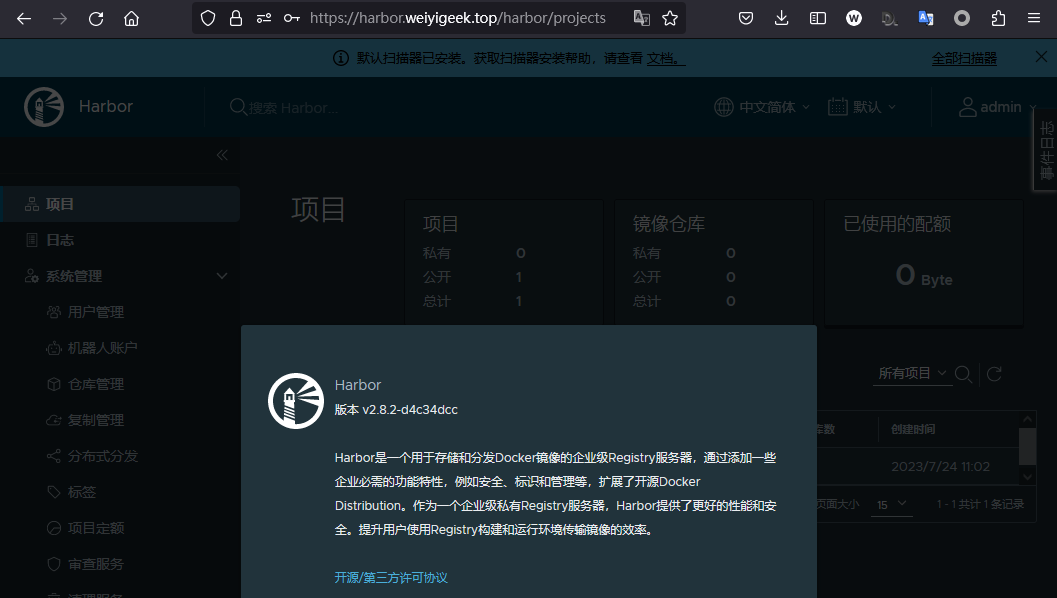 https://harbor.weiyigeek.top/harbor/projects
默认扫描器已安装。获取扫描器安装帮助，请查看 文档。
全部扫描器
Harbor
搜索 Harbor...
中文简体
默认
admin
事件日志
项目
日志
系统管理
用户管理
机器人账户
仓库管理
复制管理
分布式分发
标签
项目定额
审查服务
清理服务
项目
项目
私有 0
公开 1
总计 1
镜像仓库
私有 0
公开 0
总计 0
已使用的配额
0 Byte
所有项目
库数
创建时间
2023/7/24 11:02
页面大小 15 1 - 1 共计 1 条记录
Harbor
版本 v2.8.2-d4c34dcc
Harbor是一个用于存储和分发Docker镜像的企业级Registry服务器，通过添加一些
企业必需的功能特性，例如安全、标识和管理等，扩展了开源Docker
Distribution。作为一个企业级私有Registry服务器，Harbor提供了更好的性能和安
全。提升用户使用Registry构建和运行环境传输镜像的效率。
开源/第三方许可协议